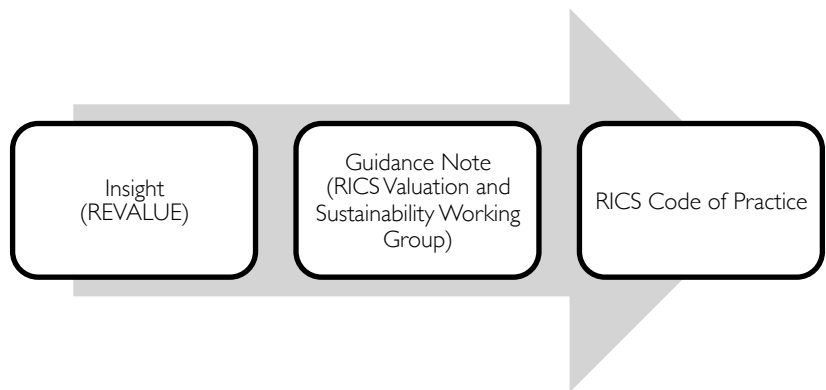 Insight
(REVALUE)
Guidance Note
(RICS Valuation and
Sustainability Working
Group)
RICS Code of Practice